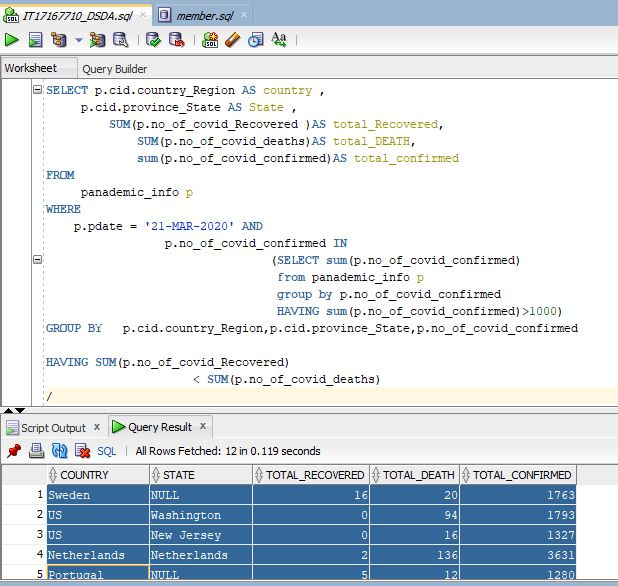 IT17167710_DSDA.sql × member.sql ×
SQL
Aa
Worksheet Query Builder
SELECT p.cid.country_Region AS country ,
p.cid.province_State AS State ,
SUM(p.no_of_covid_Recovered )AS total_Recovered,
SUM(p.no_of_covid_deaths)AS total_DEATH,
sum(p.no_of_covid_confirmed)AS total_confirmed
FROM
panademic_info p
WHERE
p.pdate = '21-MAR-2020' AND
p.no_of_covid_confirmed IN
(SELECT sum(p.no_of_covid_confirmed)
from panademic_info p
group by p.no_of_covid_confirmed
HAVING sum(p.no_of_covid_confirmed)>1000)
GROUP BY p.cid.country_Region,p.cid.province_State,p.no_of_covid_confirmed
HAVING SUM(p.no_of_covid_Recovered)
< SUM(p.no_of_covid_deaths)
/
Script Output × Query Result ×
SQL | All Rows Fetched: 12 in 0.119 seconds
COUNTRY STATE TOTAL_RECOVERED TOTAL_DEATH TOTAL_CONFIRMED
1 Sweden NULL 16 20 1763
2 US Washington 0 94 1793
3 US New Jersey 0 16 1327
4 Netherlands Netherlands 2 136 3631
5 Portugal NULL 5 12 1280